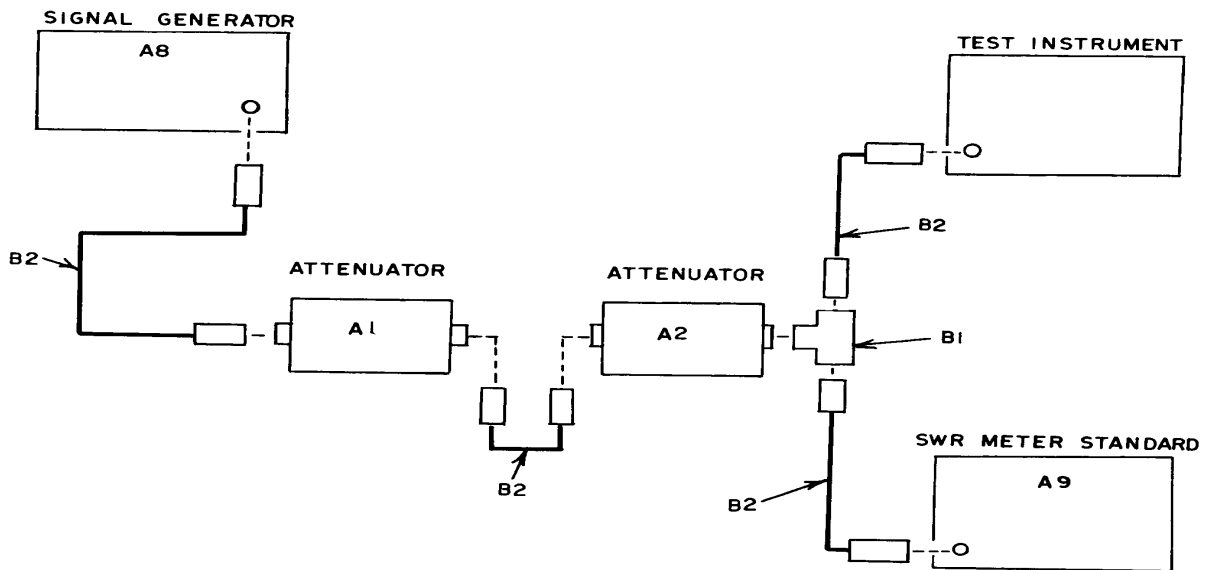 SIGNAL GENERATOR
A8
TEST INSTRUMENT
B2
B2
ATTENUATOR
A1
ATTENUATOR
A2
B1
B2
SWR METER STANDARD
A9
B2